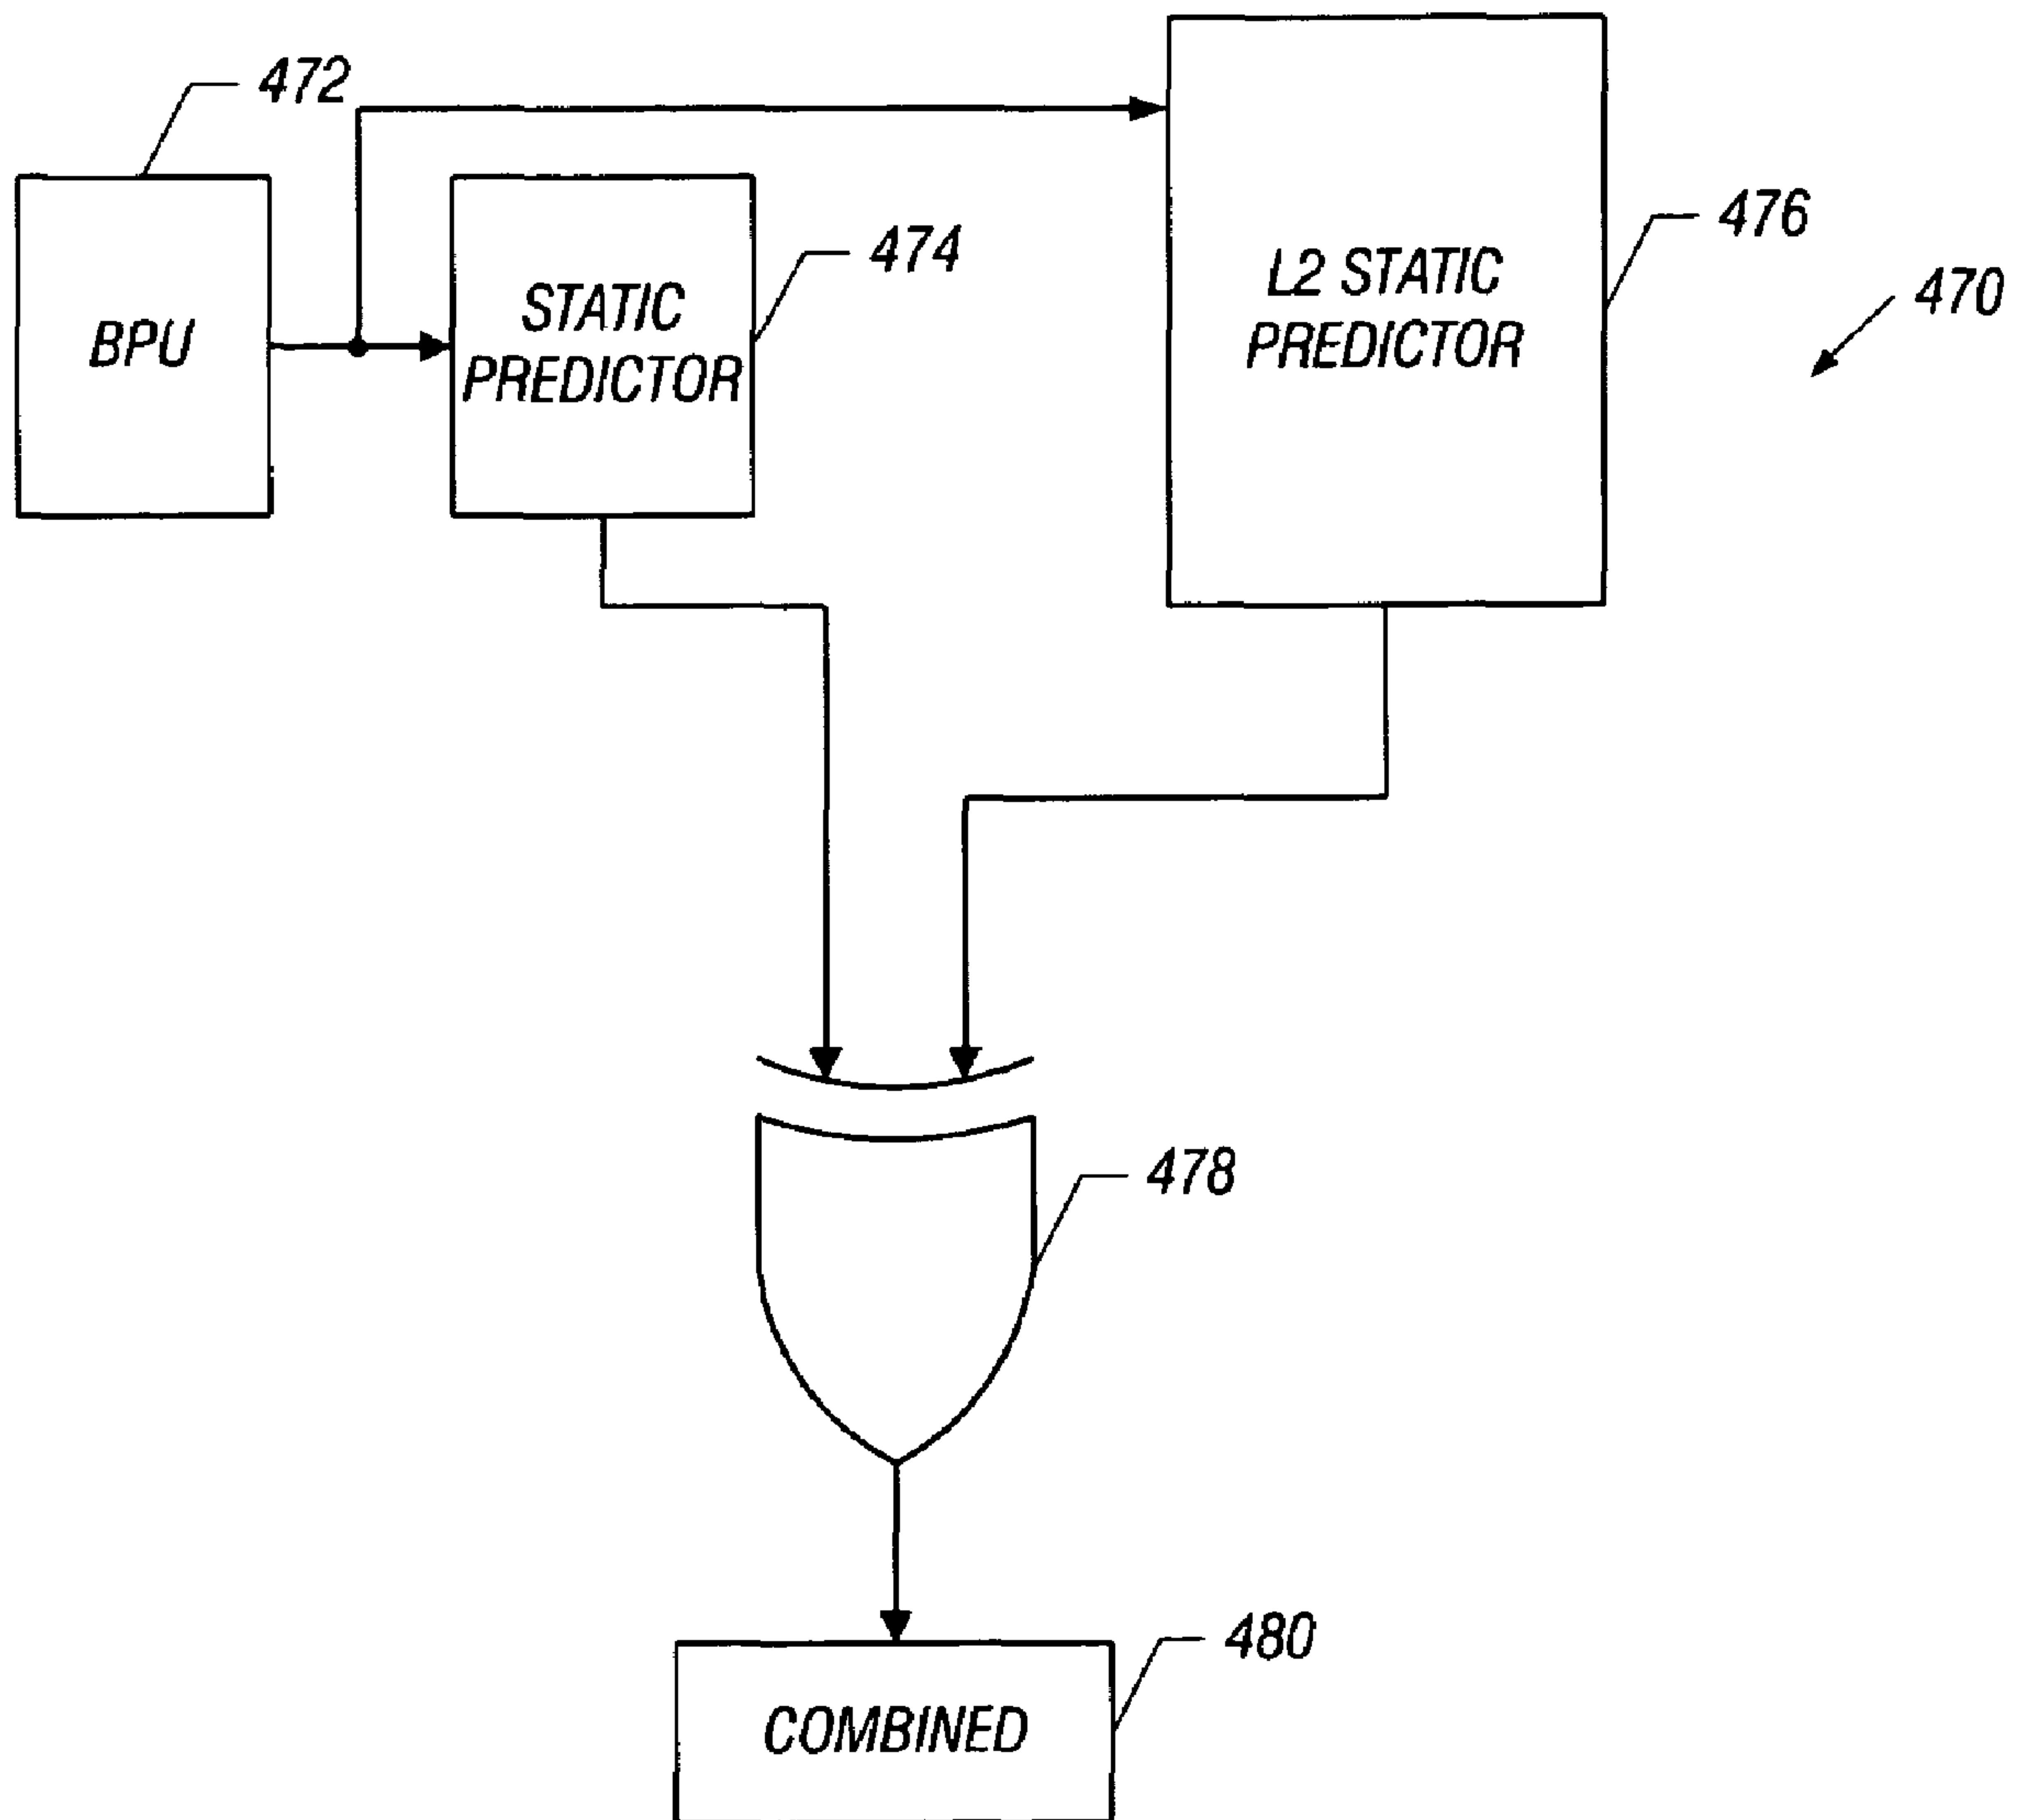 472
476
474
470
BPU
STATIC
PREDICTOR
L2 STATIC
PREDICTOR
478
480
COMBINED